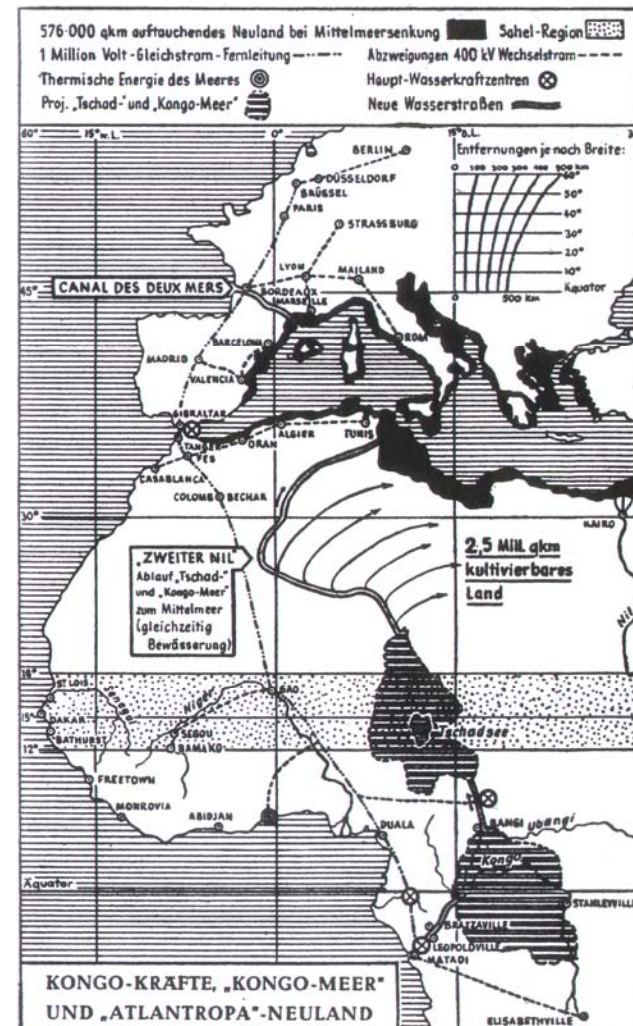 576·000 qkm auftauchendes Neuland bei Mittelmeersenkung
Sahel-Region
1 Million Volt-Gleichstrom-Fernleitung
Abzweigungen 400 kV Wechselstrom
Thermische Energie des Meeres
Haupt-Wasserkraftzentren
Proj. „Tschad-" und „Kongo-Meer"
Neue Wasserstraßen
60° 15° w.L. 0 15° ö.L.
Entfernungen je nach Breite:
0 100 200 300 400 500 km
60°
50°
40°
30°
20°
10°
Äquator
0 500 km
BERLIN
DÜSSELDORF
BRÜSSEL
PARIS
STRASSBURG
LYON
MAILAND
CANAL DES DEUX MERS
45°
BORDEAUX
MARSEILLE
BARCELONA
ROM
MADRID
VALENCIA
GIBRALTAR
TANGER
ORAN
ALGIER
TUNIS
FES
CASABLANCA
COLOMB-BECHAR
30°
KAIRO
„ZWEITER NIL"
Ablauf „Tschad-"
und „Kongo-Meer"
zum Mittelmeer
(gleichzeitig
Bewässerung)
2,5 Mill. qkm
kultivierbares
Land
Nil
18°
ST. LOIS
Senegal
Niger
GAO
15°
DAKAR
BATHURST
SEGOU
BAMAKO
Tschadsee
12°
FREETOWN
MONROVIA
ABIDJAN
DUALA
BANGI
Ubangi
Kongo
Äquator
STANLEYVILLE
BRAZZAVILLE
LEOPOLDVILLE
MATADI
KONGO-KRÄFTE, „KONGO-MEER"
UND „ATLANTROPA"-NEULAND
ELISABETHVILLE